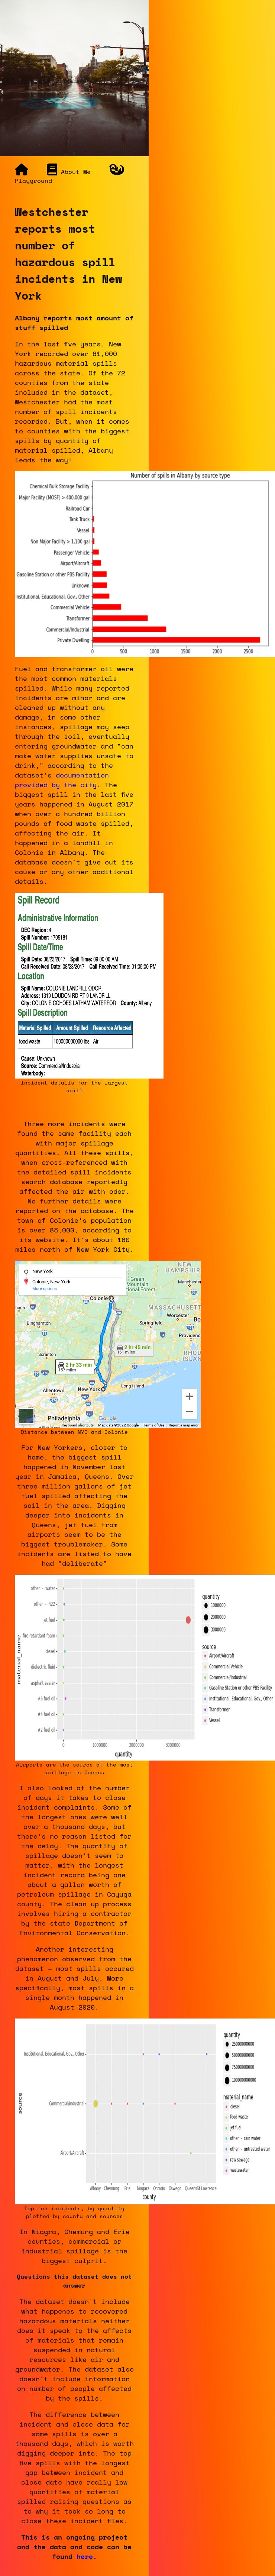 About Me
Playground
Westchester
reports most
number of
hazardous spill
incidents in New
York
Albany reports most amount of
stuff spilled
In the last five years, New
York recorded over 61,000
hazardous material spills
across the state. Of the 72
counties from the state
included in the dataset,
Westchester had the most
number of spill incidents
recorded. But, when it comes
to counties with the biggest
spills by quantity of
material spilled, Albany
leads the way!
Number of spills in Albany by source type
Chemical Bulk Storage Facility
Major Facility (MOSF) > 400,000 gal
Railroad Car
Tank Truck
Vessel
Non Major Facility > 1,100 gal
Passenger Vehicle
Airport/Aircraft
Gasoline Station or other PBS Facility
Unknown
Institutional, Educational, Gov., Other
Commercial Vehicle
Transformer
Commercial/Industrial
Private Dwelling
0 500 1000 1500 2000 2500
Fuel and transformer oil were
the most common materials
spilled. While many reported
incidents are minor and are
cleaned up without any
damage, in some other
instances, spillage may seep
through the soil, eventually
entering groundwater and "can
make water supplies unsafe to
drink," according to the
dataset's documentation
provided by the city. The
biggest spill in the last five
years happened in August 2017
when over a hundred billion
pounds of food waste spilled,
affecting the air. It
happened in a landfill in
Colonie in Albany. The
database doesn't give out its
cause or any other additional
details.
Spill Record
Administrative Information
DEC Region: 4
Spill Number: 1705181
Spill Date/Time
Spill Date: 08/23/2017 Spill Time: 09:00:00 AM
Call Received Date: 08/23/2017 Call Received Time: 01:05:00 PM
Location
Spill Name: COLONIE LANDFILL ODOR
Address: 1319 LOUDON RD RT 9 LANDFILL
City: COLONIE COHOES LATHAM WATERFOR County: Albany
Spill Description
Material Spilled Amount Spilled Resource Affected
food waste 100000000000 lbs. Air
Cause: Unknown
Source: Commercial/Industrial
Waterbody:
Incident details for the largest
spill
Three more incidents were
found the same facility each
with major spillage
quantities. All these spills,
when cross-referenced with
the detailed spill incidents
search database reportedly
affected the air with odor.
No further details were
reported on the database. The
town of Colonie's population
is over 83,000, according to
its website. It's about 160
miles north of New York City.
New York
Colonie, New York
More options
NEW
HAMPSHIRE
Green
Mountain
National Forest
Manchester
Colonie
MASSACHUSETTS
Worcester
Springfield
Providence
RHODE
ISLAND
Binghamton
Scranton
2 hr 45 min
161 miles
3 hr 33 min
167 miles
Allentown
New York
Long Island
Philadelphia
Google
Keyboard shortcuts Map data ©2022 Google Terms of Use Report a map error
Distance between NYC and Colonie
For New Yorkers, closer to
home, the biggest spill
happened in November last
year in Jamaica, Queens. Over
three million gallons of jet
fuel spilled affecting the
soil in the area. Digging
deeper into incidents in
Queens, jet fuel from
airports seem to be the
biggest troublemaker. Some
incidents are listed to have
had "deliberate"
material_name
other - water
other - R22
jet fuel
fire retardant foam
diesel
dielectric fluid
asphalt sealer
#6 fuel oil
#4 fuel oil
#2 fuel oil
0 1000000 2000000 3000000
quantity
quantity
1000000
2000000
3000000
source
Airport/Aircraft
Commercial Vehicle
Commercial/Industrial
Gasoline Station or other PBS Facility
Institutional, Educational, Gov., Other
Transformer
Vessel
Airports are the source of the most
spillage in Queens
I also looked at the number
of days it takes to close
incident complaints. Some of
the longest ones were well
over a thousand days, but
there's no reason listed for
the delay. The quantity of
spillage doesn't seem to
matter, with the longest
incident record being one
about a gallon worth of
petroleum spillage in Cayuga
county. The clean up process
involves hiring a contractor
by the state Department of
Environmental Conservation.
Another interesting
phenomenon observed from the
dataset — most spills occured
in August and July. More
specifically, most spills in a
single month happened in
August 2020.
source
Institutional, Educational, Gov., Other
Commercial/Industrial
Airport/Aircraft
Albany Chemung Erie Niagara Ontario Oswego Queens St Lawrence
county
quantity
25000000000
50000000000
75000000000
100000000000
material_name
diesel
food waste
jet fuel
other - rain water
other - untreated water
raw sewage
wastewater
Top ten incidents, by quantity
plotted by county and sources
In Niagra, Chemung and Erie
counties, commercial or
industrial spillage is the
biggest culprit.
Questions this dataset does not
answer
The dataset doesn't include
what happenes to recovered
hazardous materials neither
does it speak to the affects
of materials that remain
suspended in natural
resources like air and
groundwater. The dataset also
doesn't include information
on number of people affected
by the spills.
The difference between
incident and close data for
some spills is over a
thousand days, which is worth
digging deeper into. The top
five spills with the longest
gap between incident and
close date have really low
quantities of material
spilled raising questions as
to why it took so long to
close these incident files.
This is an ongoing project
and the data and code can be
found here.